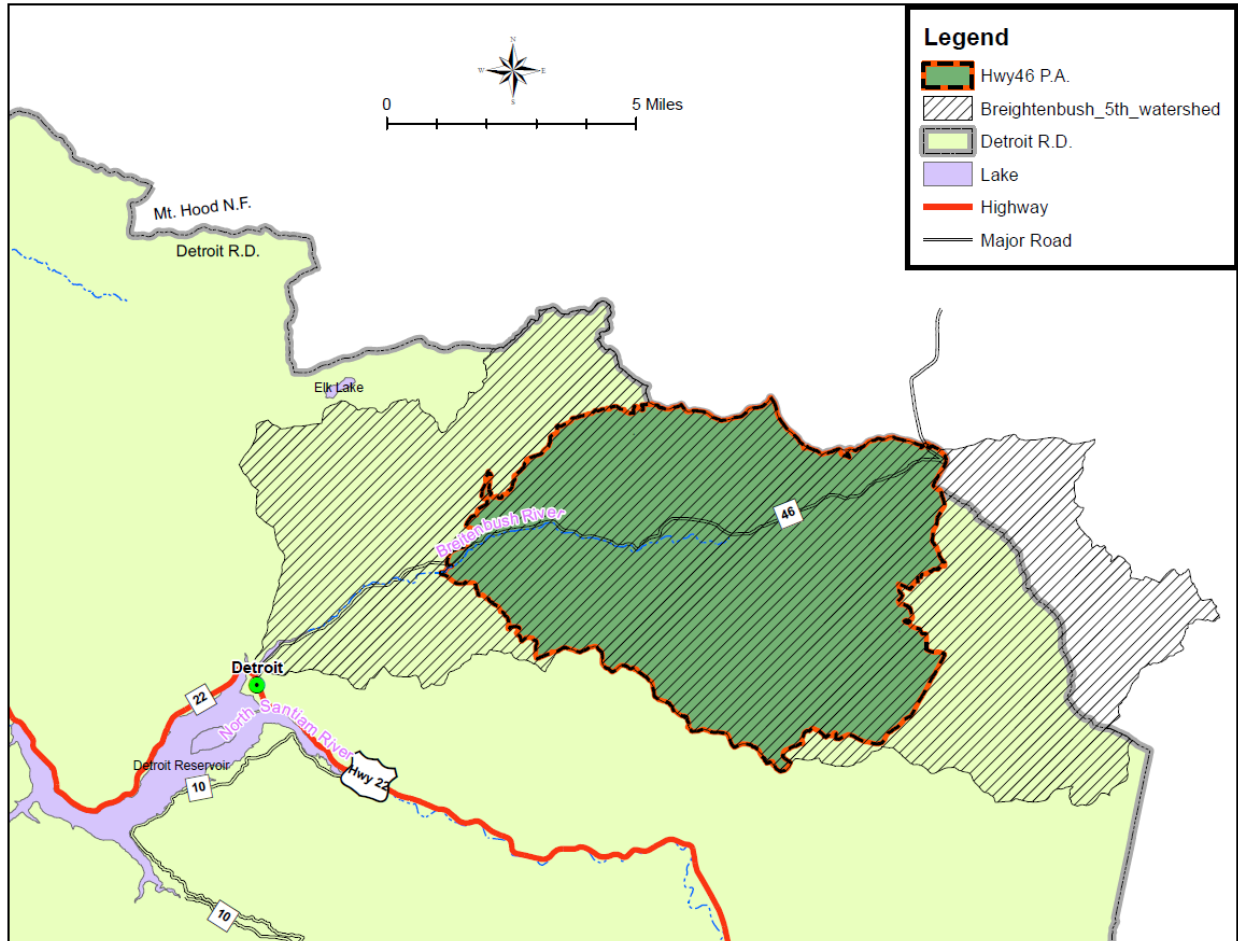 N
W
E
S
0
5 Miles
Legend
Hwy46 P.A.
Breightenbush_5th_watershed
Detroit R.D.
Lake
Highway
Major Road
Mt. Hood N.F.
Detroit R.D.
Elk Lake
46
Breitenbush River
Detroit
22
North Santiam River
Detroit Reservoir
10
Hwy 22
10